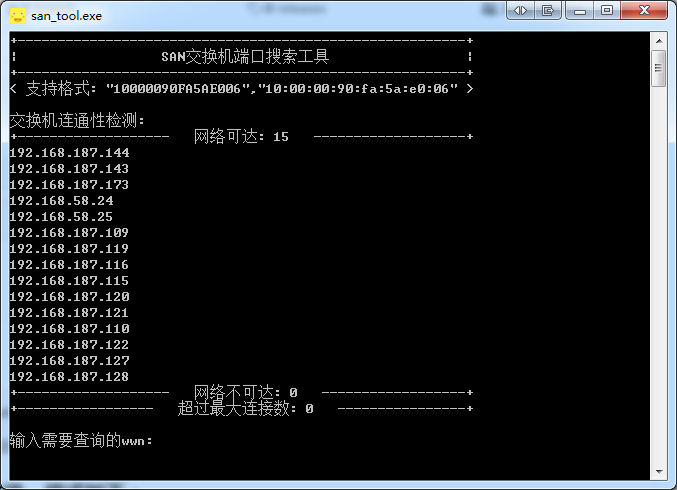 san_tool.exe
SAN交换机端口搜索工具
< 支持格式: "10000090FA5AE006","10:00:00:90:fa:5a:e0:06" >
交换机连通性检测:
网络可达: 15
192.168.187.144
192.168.187.143
192.168.187.173
192.168.58.24
192.168.58.25
192.168.187.109
192.168.187.119
192.168.187.116
192.168.187.115
192.168.187.120
192.168.187.121
192.168.187.110
192.168.187.122
192.168.187.127
192.168.187.128
网络不可达: 0
超过最大连接数: 0
输入需要查询的wwn: